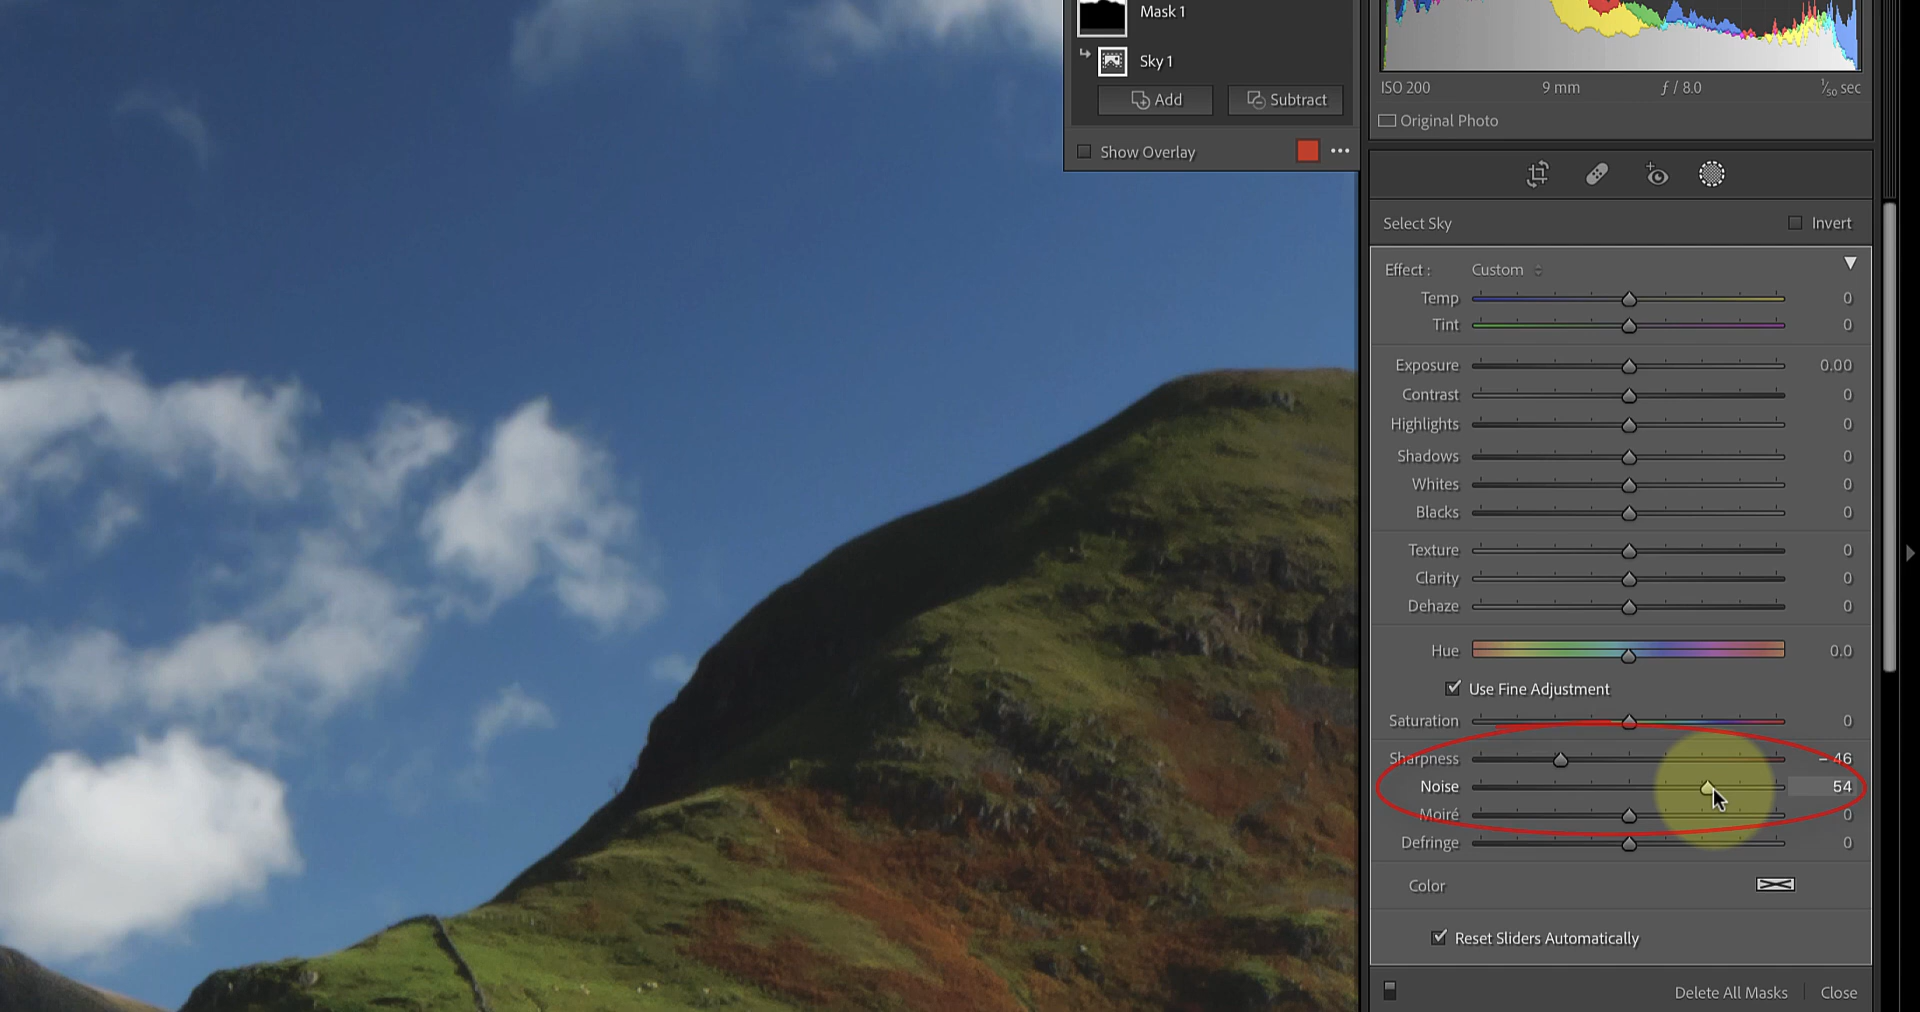 Mask 1
Sky 1
Add Subtract
Show Overlay
ISO 200 9 mm ƒ / 8.0 1/50 sec
Original Photo
Select Sky Invert
Effect : Custom
Temp 0
Tint 0
Exposure 0.00
Contrast 0
Highlights 0
Shadows 0
Whites 0
Blacks 0
Texture 0
Clarity 0
Dehaze 0
Hue 0.0
Use Fine Adjustment
Saturation 0
Sharpness – 46
Noise 54
Moiré 0
Defringe 0
Color
Reset Sliders Automatically
Delete All Masks Close